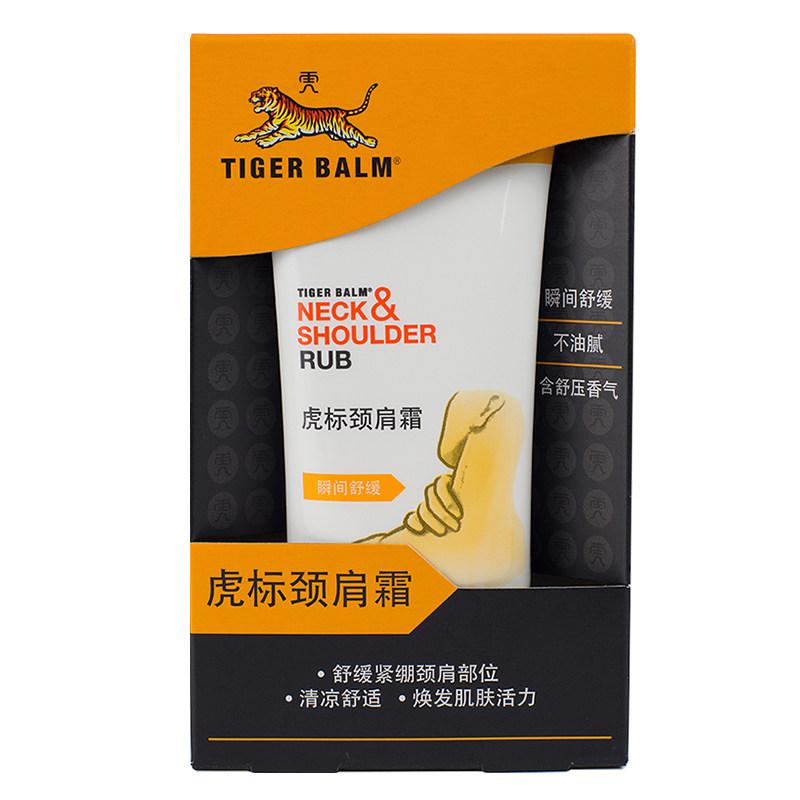 TIGER BALM®
TIGER BALM®
NECK &
SHOULDER
RUB
虎标颈肩霜
瞬间舒缓
瞬间舒缓
不油腻
含舒压香气
虎标颈肩霜
• 舒缓紧绷颈肩部位
• 清凉舒适 • 焕发肌肤活力